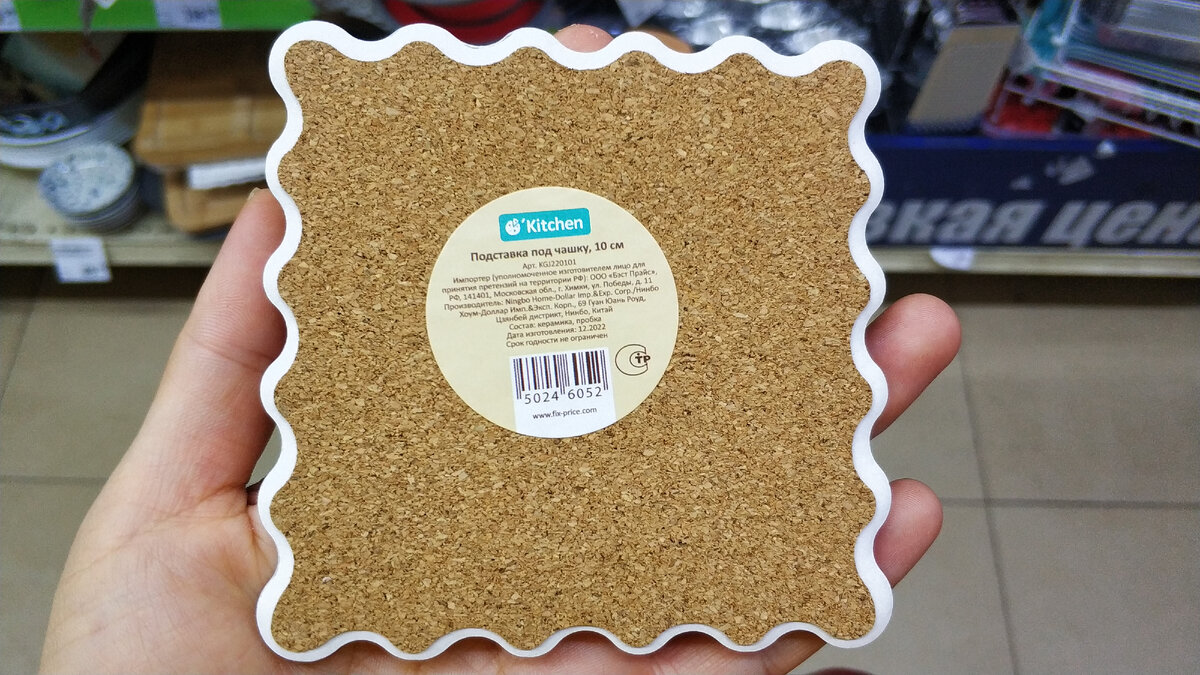 'Kitchen
Подставка под чашку, 10 см
Арт. KGJ220101
Импортер (уполномоченное изготовителем лицо для
принятия претензий на территории РФ): ООО «Бэст Прайс»,
РФ, 141401, Московская обл., г. Химки, ул. Победы, д. 11
Производитель: Ningbo Home-Dollar Imp.&Exp. Corp./Нинбо
Хоум-Доллар Имп.&Эксп. Корп., 69 Гуан Юань Роуд,
Цзянбей дистрикт, Нинбо, Китай
Состав: керамика, пробка
Дата изготовления: 12.2022
Срок годности не ограничен
СТР
5024 6052
www.fix-price.com
зкая цен